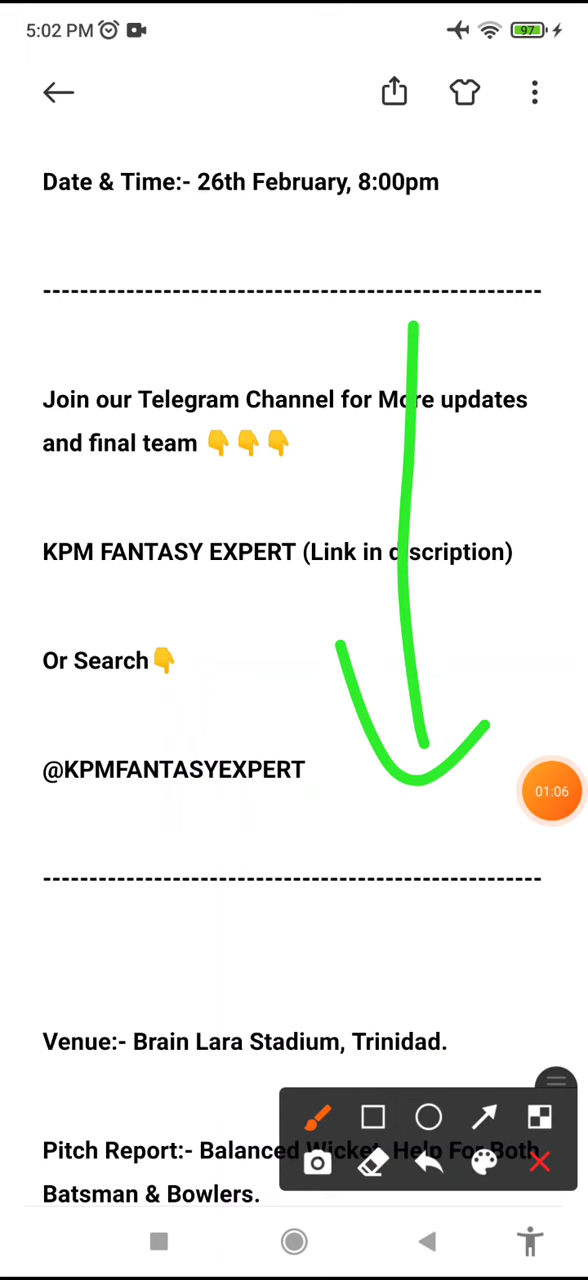 5:02 PM
97
Date & Time:- 26th February, 8:00pm
------------------------------------------------------
Join our Telegram Channel for More updates
and final team 👇👇👇
KPM FANTASY EXPERT (Link in discription)
Or Search👇
@KPMFANTASYEXPERT
01:06
------------------------------------------------------
Venue:- Brain Lara Stadium, Trinidad.
Pitch Report:- Balanced Wicket, Help For Both
Batsman & Bowlers.